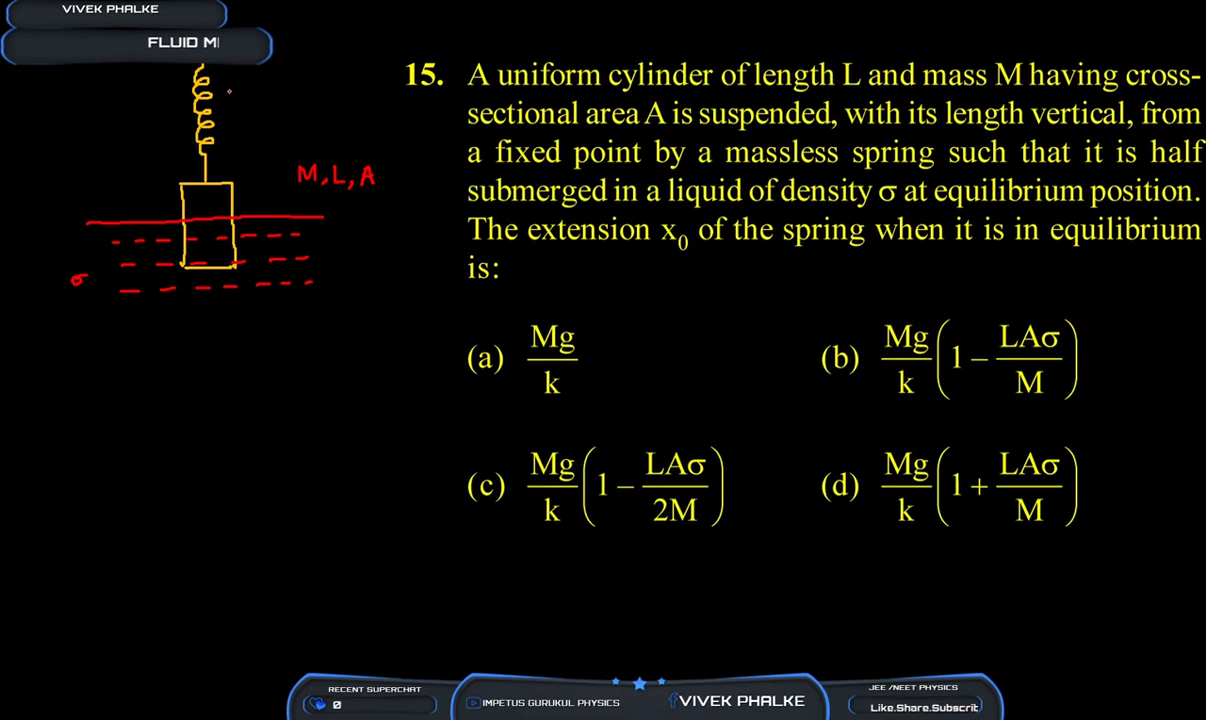 VIVEK PHALKE
FLUID M
M, L, A
σ
15. A uniform cylinder of length L and mass M having cross-
sectional area A is suspended, with its length vertical, from
a fixed point by a massless spring such that it is half
submerged in a liquid of density σ at equilibrium position.
The extension x₀ of the spring when it is in equilibrium
is:
(a) Mg/k (b) Mg/k (1 – LAσ/M)
(c) Mg/k (1 – LAσ/2M) (d) Mg/k (1 + LAσ/M)
RECENT SUPERCHAT
0
IMPETUS GURUKUL PHYSICS
VIVEK PHALKE
JEE /NEET PHYSICS
Like.Share.Subscrit